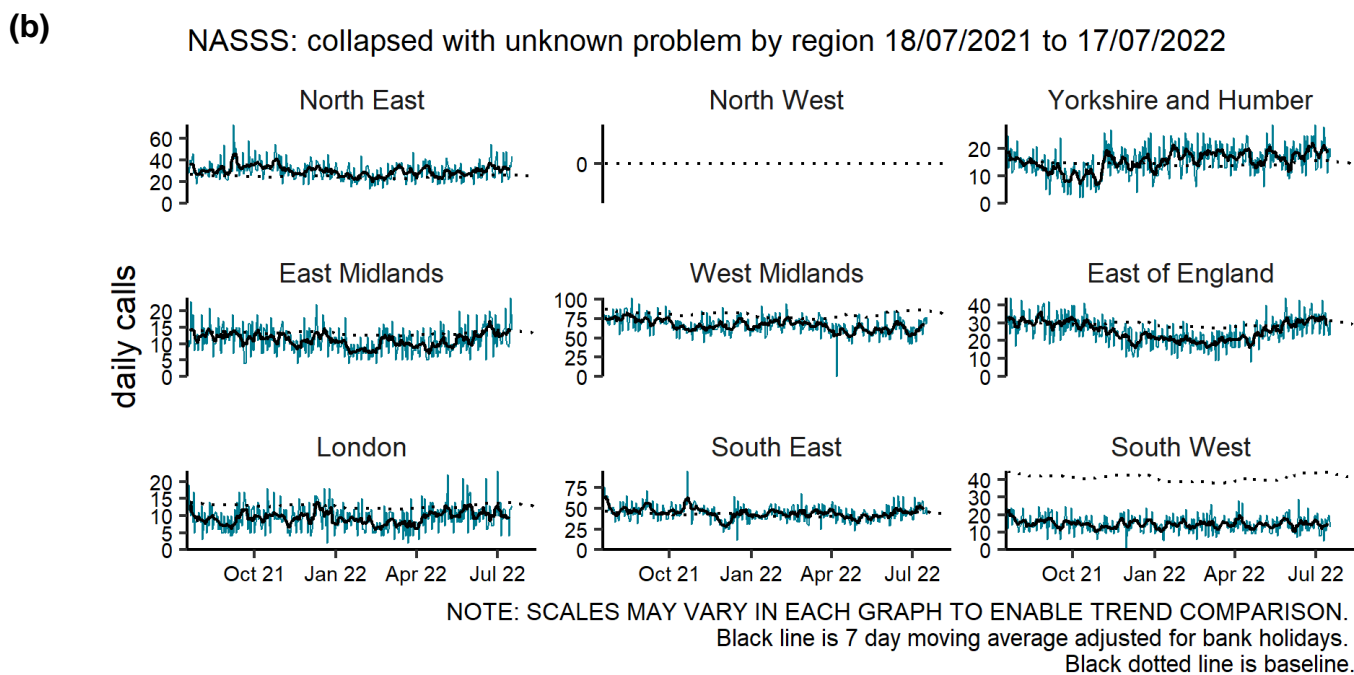 (b)
NASSS: collapsed with unknown problem by region 18/07/2021 to 17/07/2022
North East
North West
Yorkshire and Humber
60
40
20
0
0
20
10
0
East Midlands
West Midlands
East of England
20
15
10
5
0
100
75
50
25
0
40
30
20
10
0
daily calls
London
South East
South West
20
15
10
5
0
75
50
25
0
40
30
20
10
0
Oct 21 Jan 22 Apr 22 Jul 22
Oct 21 Jan 22 Apr 22 Jul 22
Oct 21 Jan 22 Apr 22 Jul 22
NOTE: SCALES MAY VARY IN EACH GRAPH TO ENABLE TREND COMPARISON.
Black line is 7 day moving average adjusted for bank holidays.
Black dotted line is baseline.